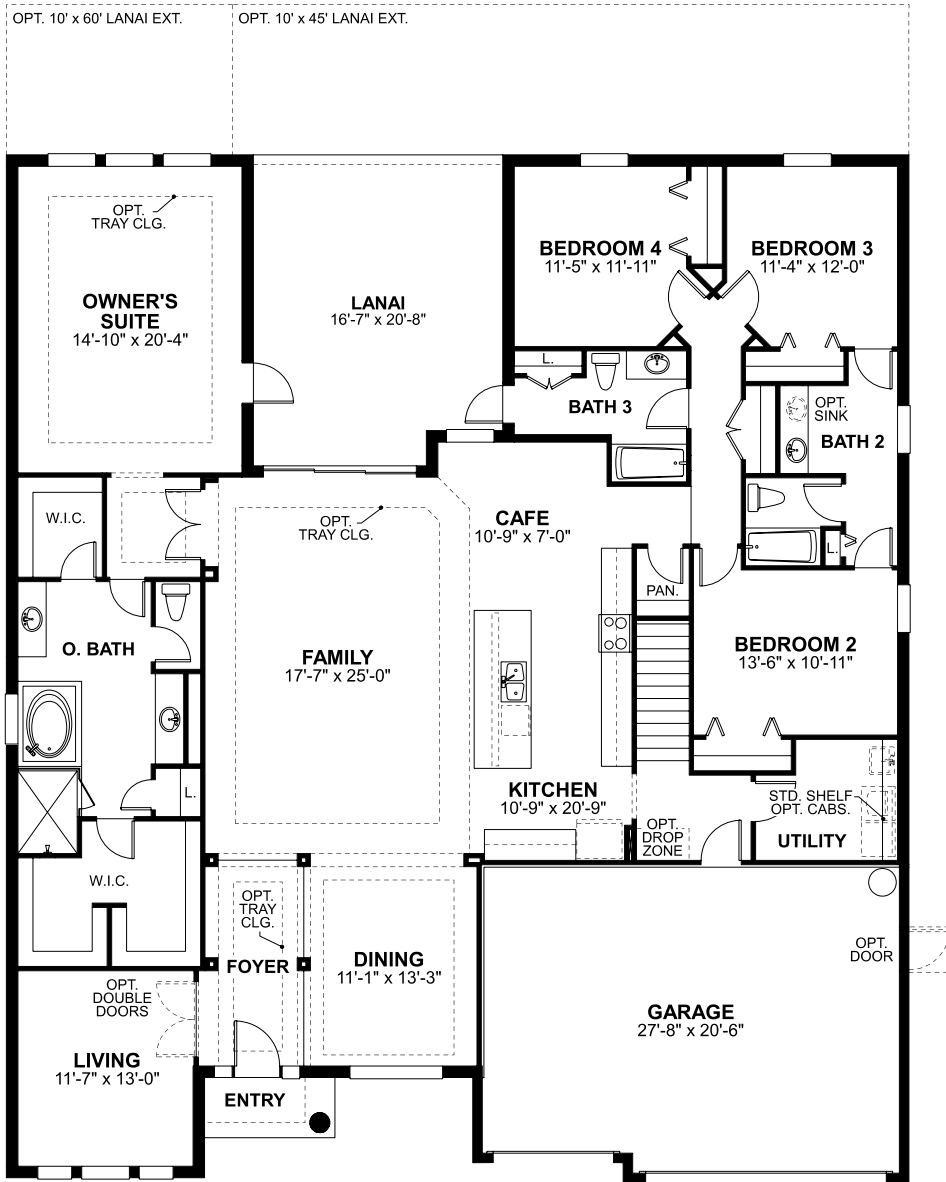 OPT. 10' x 60' LANAI EXT.
OPT. 10' x 45' LANAI EXT.
OPT.
TRAY CLG.
OWNER'S
SUITE
14'-10" x 20'-4"
LANAI
16'-7" x 20'-8"
BEDROOM 4
11'-5" x 11'-11"
BEDROOM 3
11'-4" x 12'-0"
L.
BATH 3
OPT.
SINK
BATH 2
W.I.C.
OPT.
TRAY CLG.
CAFE
10'-9" x 7'-0"
L.
PAN.
O. BATH
FAMILY
17'-7" x 25'-0"
BEDROOM 2
13'-6" x 10'-11"
L.
KITCHEN
10'-9" x 20'-9"
OPT.
DROP
ZONE
STD. SHELF
OPT. CABS.
UTILITY
W.I.C.
OPT.
TRAY
CLG.
FOYER
DINING
11'-1" x 13'-3"
OPT.
DOOR
OPT.
DOUBLE
DOORS
GARAGE
27'-8" x 20'-6"
LIVING
11'-7" x 13'-0"
ENTRY